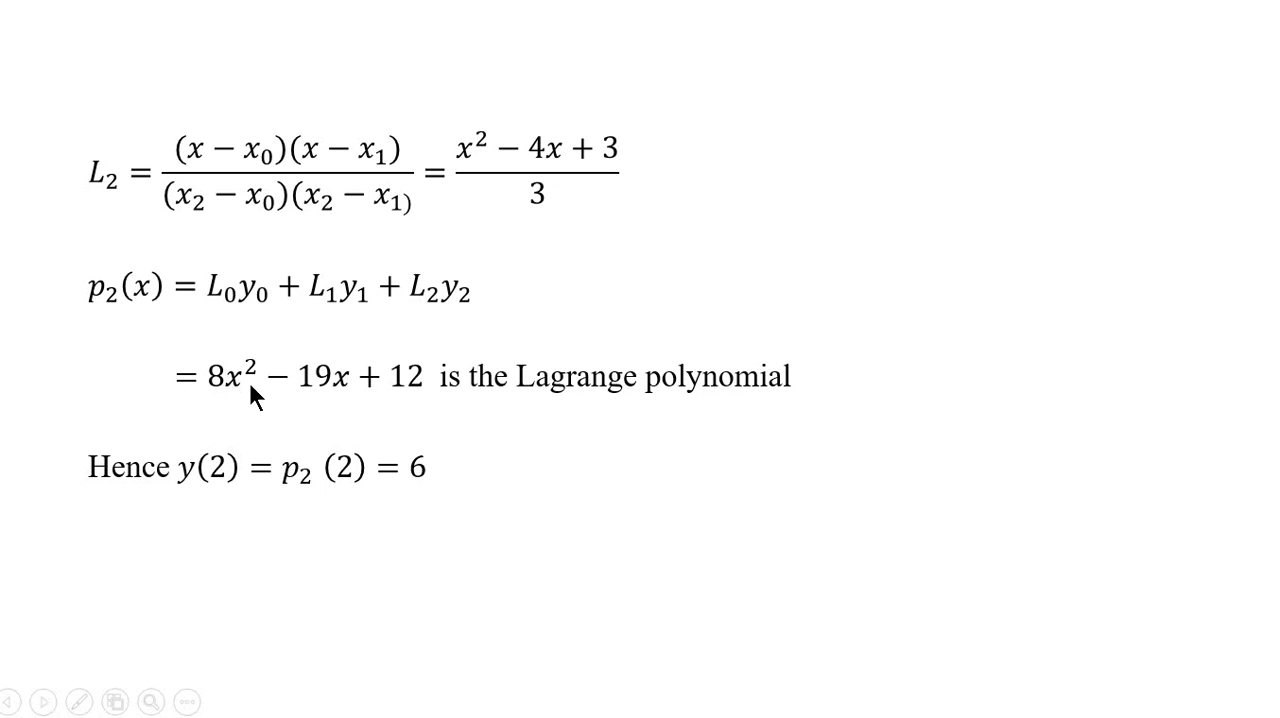 L₂ = (x − x₀)(x − x₁) / (x₂ − x₀)(x₂ − x₁) = x² − 4x + 3 / 3
p₂(x) = L₀y₀ + L₁y₁ + L₂y₂
= 8x² − 19x + 12 is the Lagrange polynomial
Hence y(2) = p₂ (2) = 6